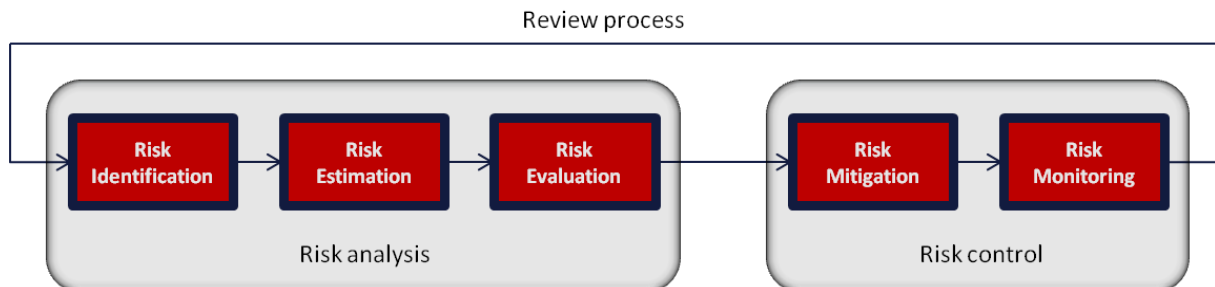 Review process
Risk
Identification
Risk
Estimation
Risk
Evaluation
Risk
Mitigation
Risk
Monitoring
Risk analysis
Risk control